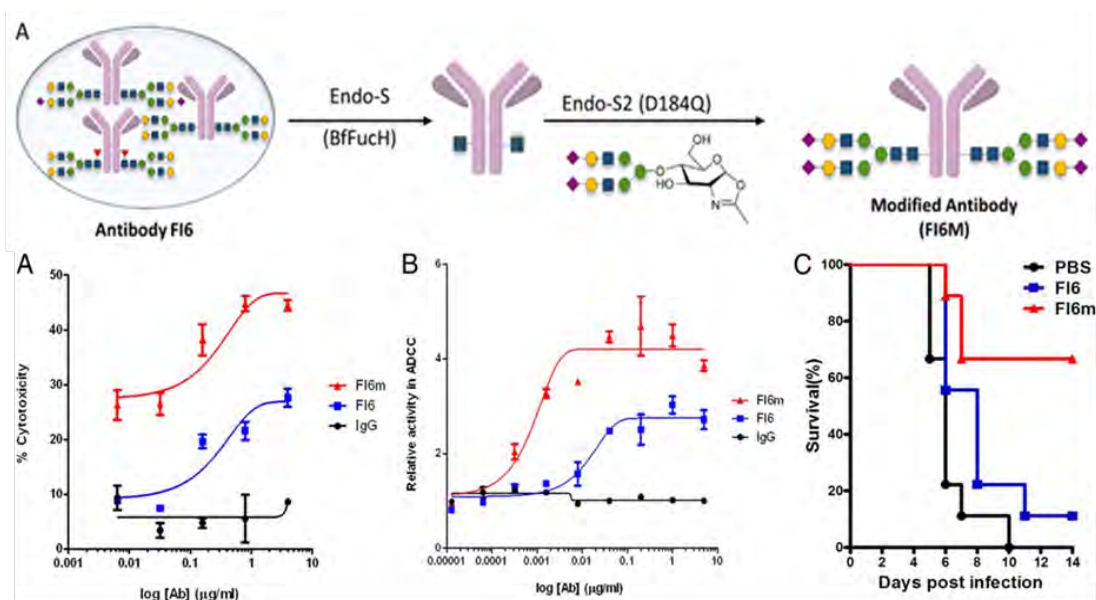 A
Endo-S
(BfFucH)
Endo-S2 (D184Q)
OH
O
HO
O
N
O
Antibody FI6
Modified Antibody
(FI6M)
A
50
40
30
20
10
0
% Cytotoxicity
0.001
0.01
0.1
1
10
log [Ab] (µg/ml)
FI6m
FI6
IgG
B
6
4
2
0
Relative activity in ADCC
0.00001
0.0001
0.001
0.01
0.1
1
10
log [Ab] (µg/ml)
FI6m
FI6
IgG
C
100
80
60
40
20
0
Survival(%)
0 2 4 6 8 10 12 14
Days post infection
PBS
FI6
FI6m